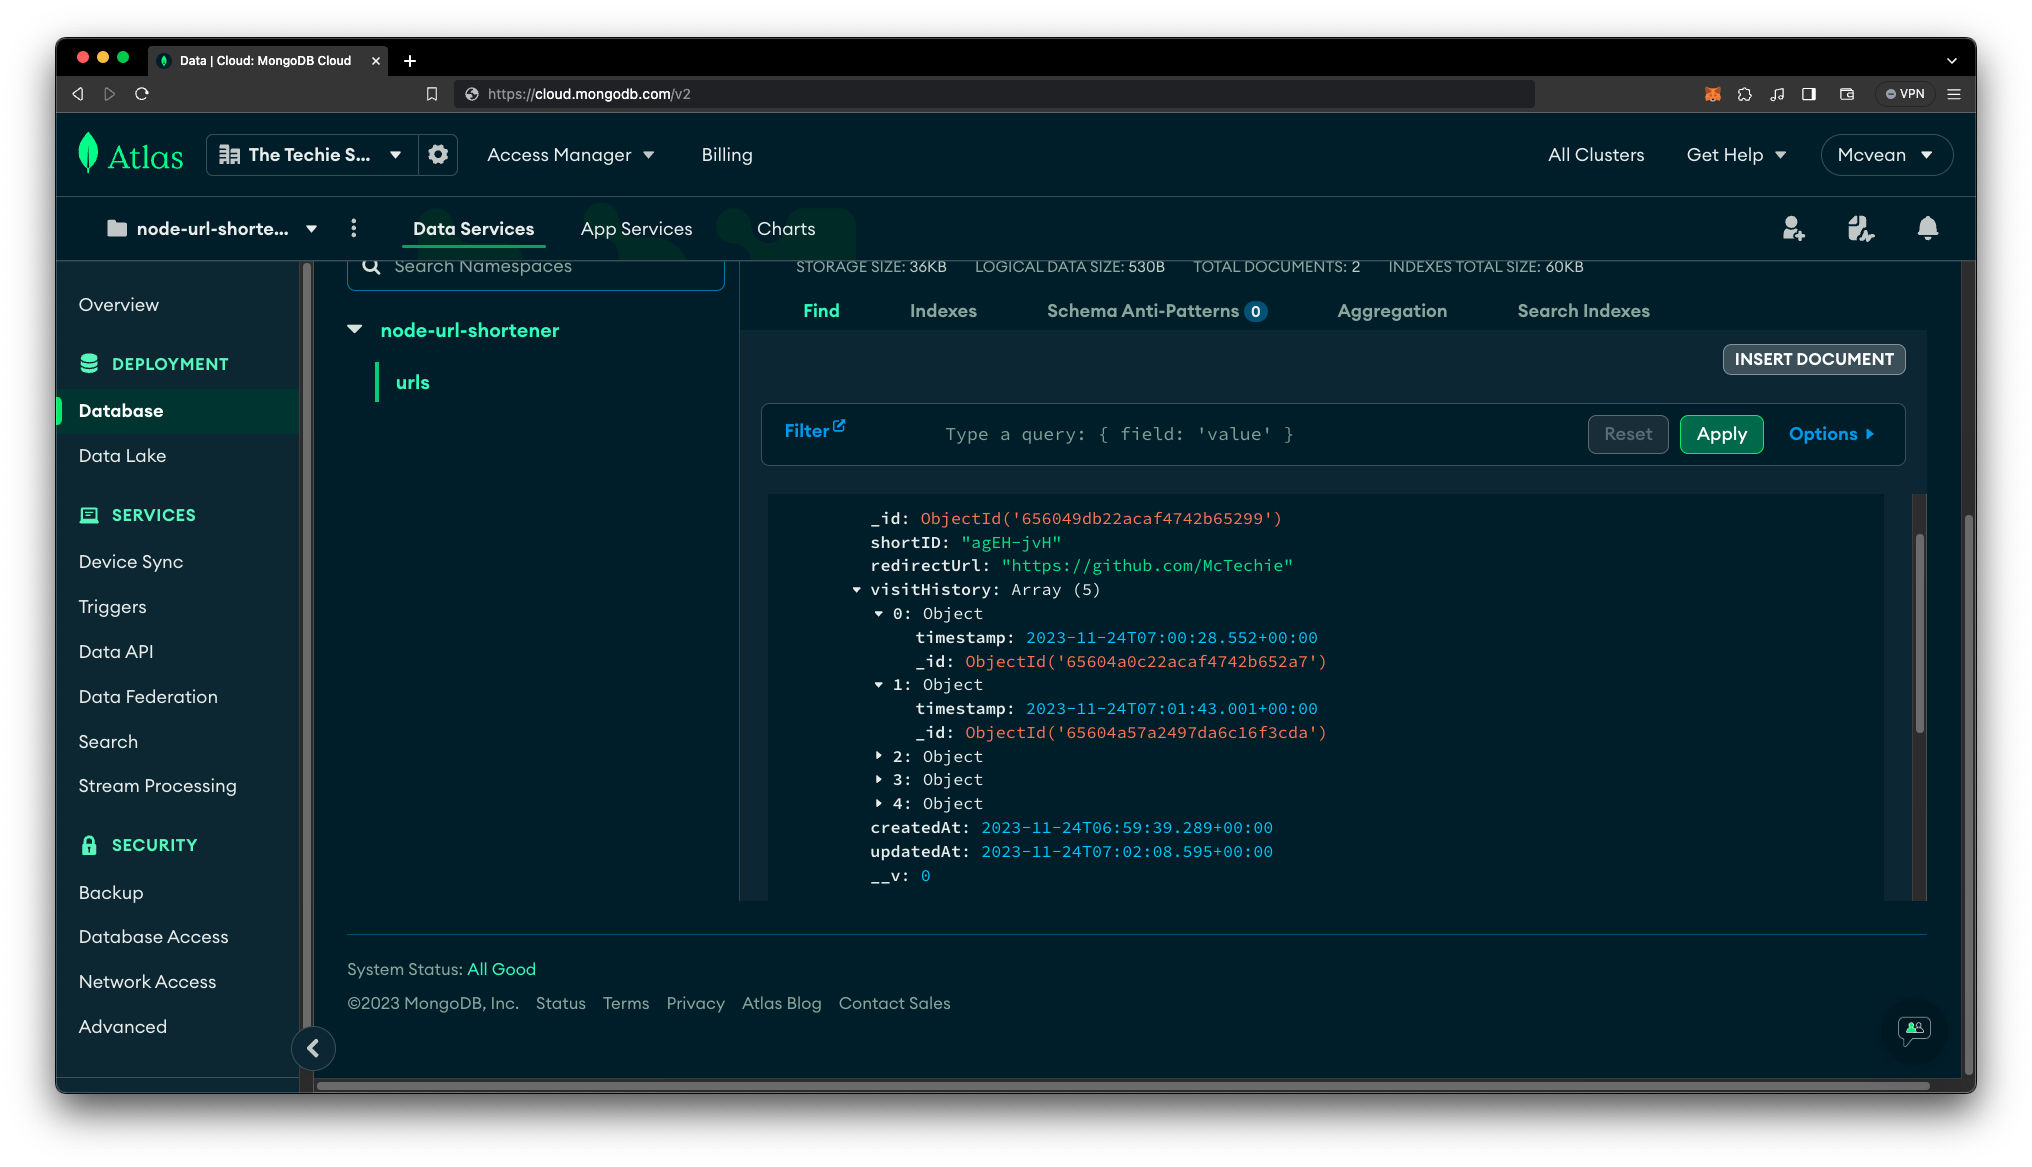 Data | Cloud: MongoDB Cloud
https://cloud.mongodb.com/v2
VPN
Atlas
The Techie S...
Access Manager
Billing
All Clusters
Get Help
Mcvean
node-url-shorte...
Data Services
App Services
Charts
Overview
DEPLOYMENT
Database
Data Lake
SERVICES
Device Sync
Triggers
Data API
Data Federation
Search
Stream Processing
SECURITY
Backup
Database Access
Network Access
Advanced
Search Namespaces
node-url-shortener
urls
STORAGE SIZE: 36KB LOGICAL DATA SIZE: 530B TOTAL DOCUMENTS: 2 INDEXES TOTAL SIZE: 60KB
Find Indexes Schema Anti-Patterns 0 Aggregation Search Indexes
INSERT DOCUMENT
Filter Type a query: { field: 'value' } Reset Apply Options
_id: ObjectId('656049db22acaf4742b65299')
shortID: "agEH-jvH"
redirectUrl: "https://github.com/McTechie"
visitHistory: Array (5)
0: Object
timestamp: 2023-11-24T07:00:28.552+00:00
_id: ObjectId('65604a0c22acaf4742b652a7')
1: Object
timestamp: 2023-11-24T07:01:43.001+00:00
_id: ObjectId('65604a57a2497da6c16f3cda')
2: Object
3: Object
4: Object
createdAt: 2023-11-24T06:59:39.289+00:00
updatedAt: 2023-11-24T07:02:08.595+00:00
__v: 0
System Status: All Good
©2023 MongoDB, Inc. Status Terms Privacy Atlas Blog Contact Sales